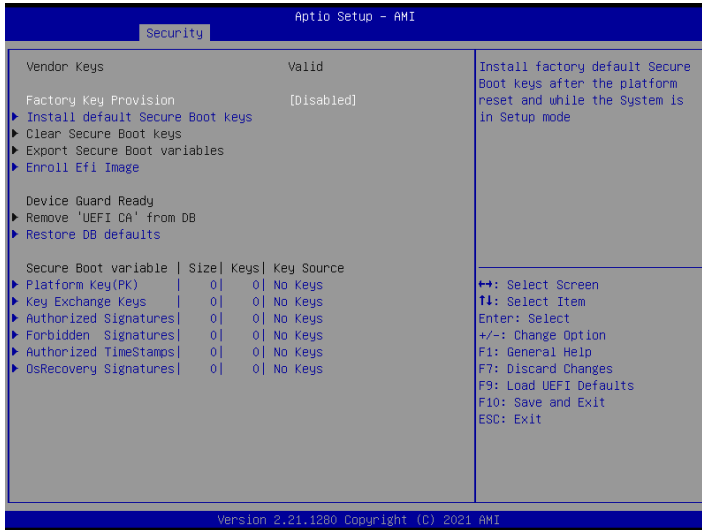 Aptio Setup - AMI
Security
Vendor Keys Valid
Factory Key Provision [Disabled]
Install default Secure Boot keys
Clear Secure Boot keys
Export Secure Boot variables
Enroll Efi Image
Device Guard Ready
Remove 'UEFI CA' from DB
Restore DB defaults
Secure Boot variable | Size| Keys| Key Source
Platform Key(PK) | 0| 0| No Keys
Key Exchange Keys | 0| 0| No Keys
Authorized Signatures| 0| 0| No Keys
Forbidden Signatures| 0| 0| No Keys
Authorized TimeStamps| 0| 0| No Keys
OsRecovery Signatures| 0| 0| No Keys
Install factory default Secure
Boot keys after the platform
reset and while the System is
in Setup mode
↔: Select Screen
↑↓: Select Item
Enter: Select
+/-: Change Option
F1: General Help
F7: Discard Changes
F9: Load UEFI Defaults
F10: Save and Exit
ESC: Exit
Version 2.21.1280 Copyright (C) 2021 AMI